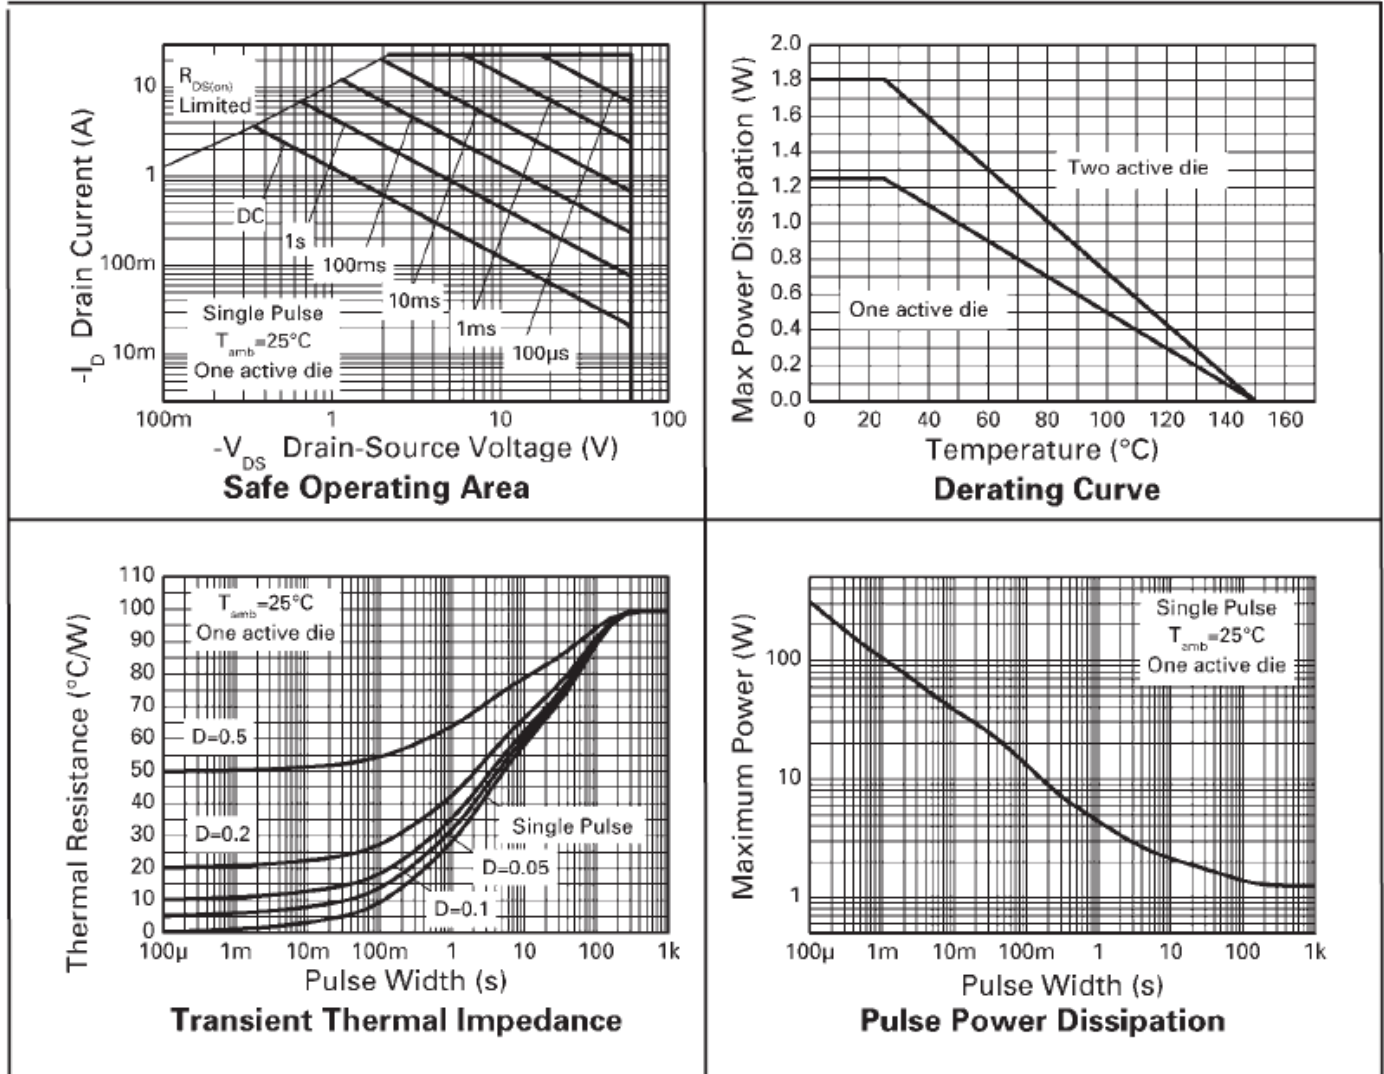 -I_D Drain Current (A)
10
1
100m
10m
R_DS(on)
Limited
DC
1s
100ms
10ms
1ms
100µs
Single Pulse
T_amb=25°C
One active die
100m 1 10 100
-V_DS Drain-Source Voltage (V)
Safe Operating Area
Max Power Dissipation (W)
2.0
1.8
1.6
1.4
1.2
1.0
0.8
0.6
0.4
0.2
0.0
Two active die
One active die
0 20 40 60 80 100 120 140 160
Temperature (°C)
Derating Curve
Thermal Resistance (°C/W)
110
100
90
80
70
60
50
40
30
20
10
0
T_amb=25°C
One active die
D=0.5
D=0.2
Single Pulse
D=0.05
D=0.1
100µ 1m 10m 100m 1 10 100 1k
Pulse Width (s)
Transient Thermal Impedance
Maximum Power (W)
100
10
1
Single Pulse
T_amb=25°C
One active die
100µ 1m 10m 100m 1 10 100 1k
Pulse Width (s)
Pulse Power Dissipation